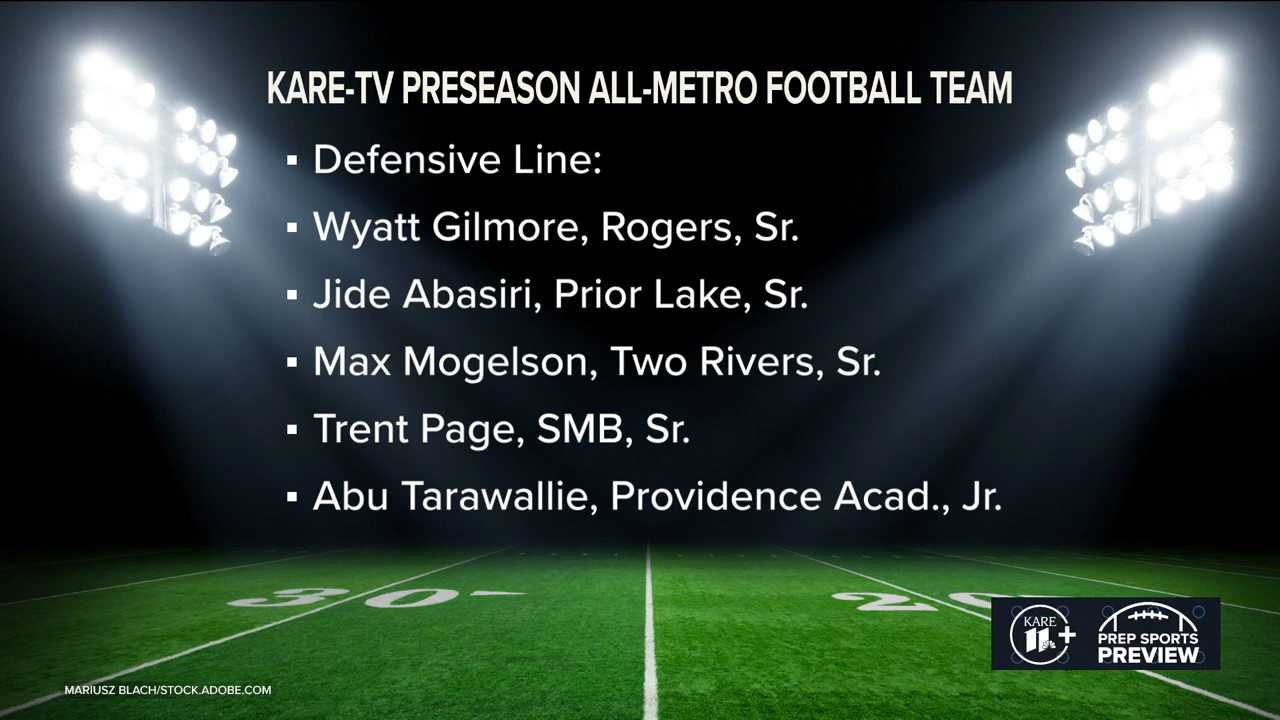 KARE-TV PRESEASON ALL-METRO FOOTBALL TEAM
▪ Defensive Line:
▪ Wyatt Gilmore, Rogers, Sr.
▪ Jide Abasiri, Prior Lake, Sr.
▪ Max Mogelson, Two Rivers, Sr.
▪ Trent Page, SMB, Sr.
▪ Abu Tarawallie, Providence Acad., Jr.
30
20
KARE
11+
PREP SPORTS
PREVIEW
MARIUSZ BLACH/STOCK.ADOBE.COM